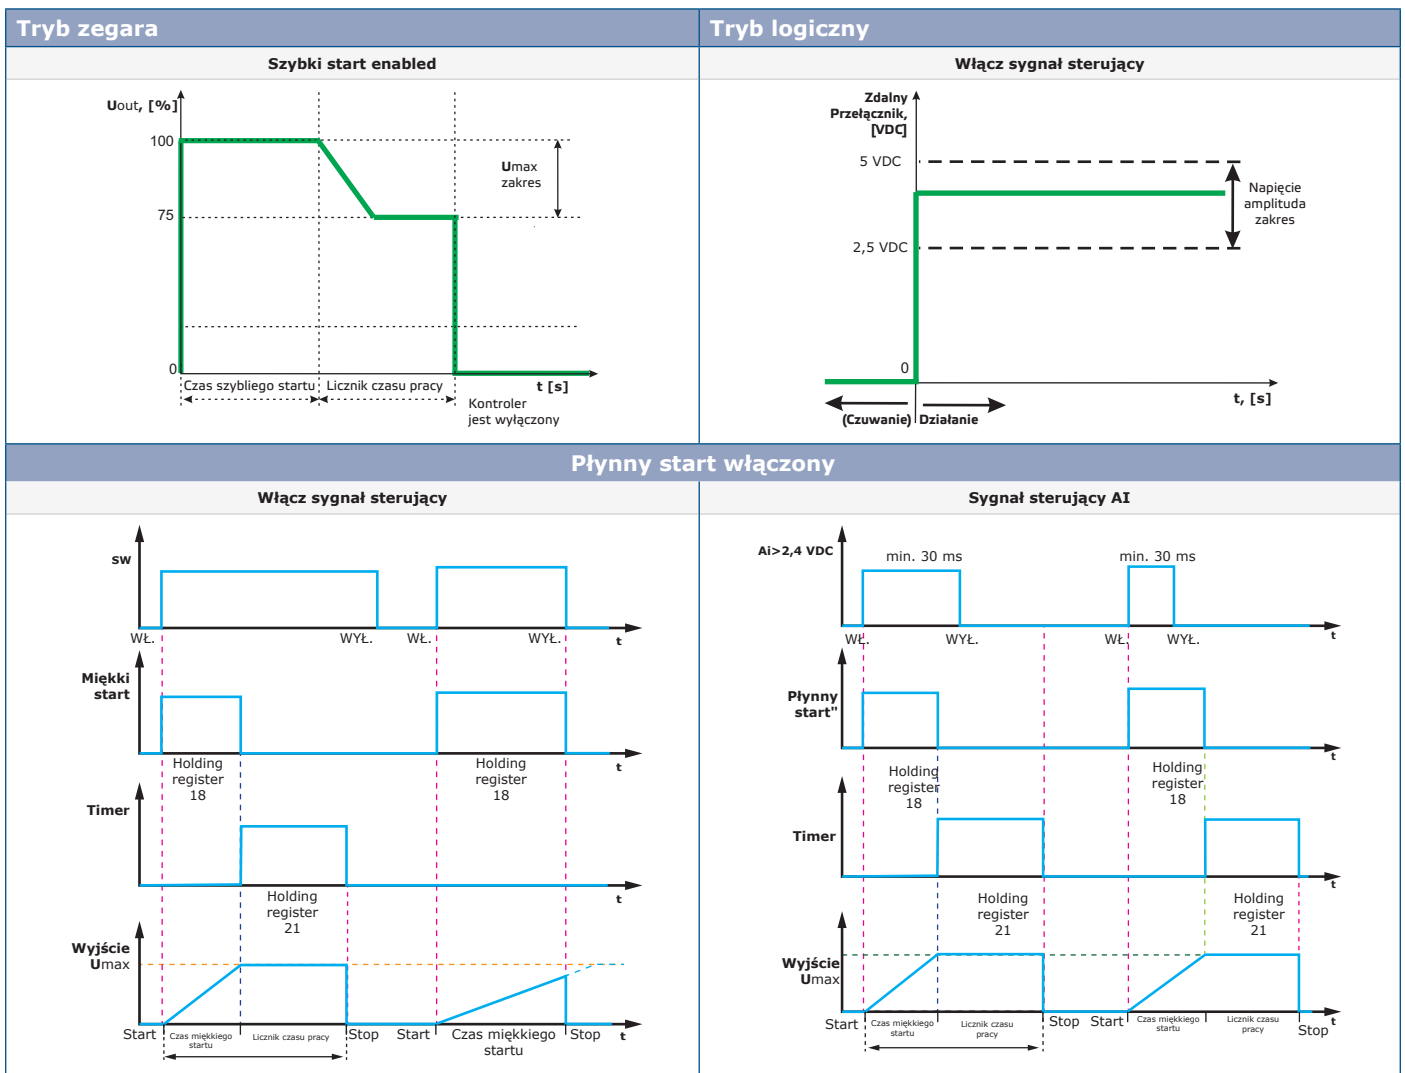 Tryb zegara
Szybki start enabled
Uout, [%]
100
75
0
Umax
zakres
Czas szybliego startu
Licznik czasu pracy
t [s]
Kontroler
jest wyłączony
Tryb logiczny
Włącz sygnał sterujący
Zdalny
Przełącznik,
[VDC]
5 VDC
2,5 VDC
0
Napięcie
amplituda
zakres
t, [s]
(Czuwanie)
Działanie
Płynny start włączony
Włącz sygnał sterujący
SW
WŁ.
WYŁ.
WŁ.
WYŁ.
t
Miękki
start
Holding
register
18
Holding
register
18
t
Timer
Holding
register
21
t
Wyjście
Umax
Start
Czas miękkiego
startu
Licznik czasu pracy
Stop
Start
Czas miękkiego
startu
Stop
t
Sygnał sterujący AI
Ai>2,4 VDC
min. 30 ms
min. 30 ms
WŁ.
WYŁ.
WŁ.
WYŁ.
t
Płynny
start"
Holding
register
18
Holding
register
18
t
Timer
Holding
register
21
Holding
register
21
t
Wyjście
Umax
Start
Czas miękkiego
startu
Licznik czasu
pracy
Stop
Start
Czas miękkiego
startu
Licznik czasu
pracy
Stop
t